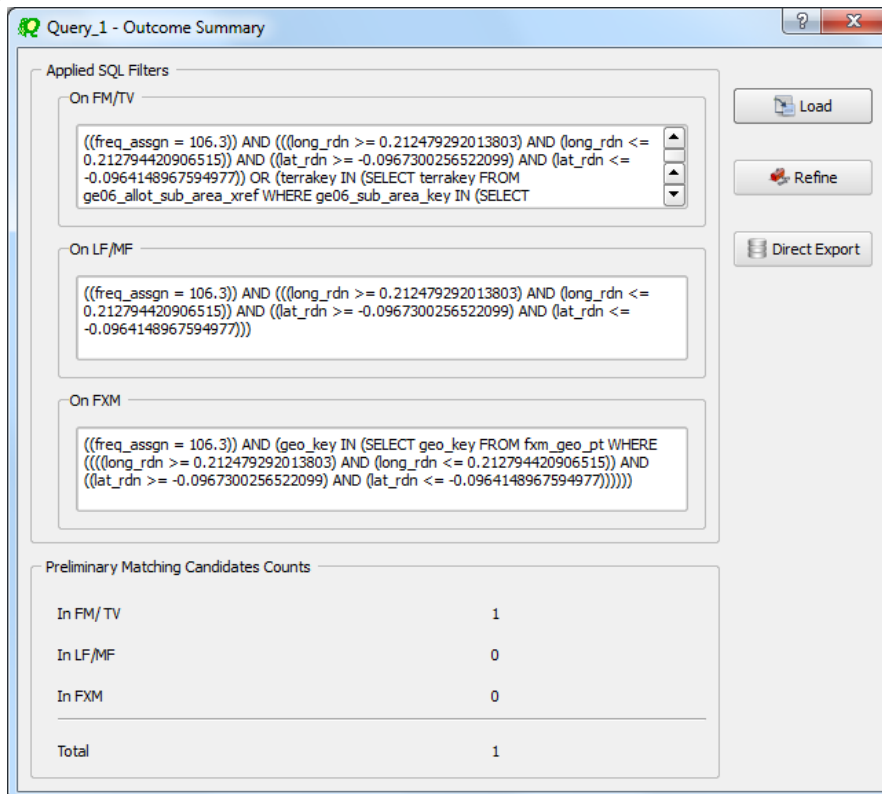 Query_1 - Outcome Summary
Applied SQL Filters
On FM/TV
((freq_assgn = 106.3)) AND (((long_rdn >= 0.212479292013803) AND (long_rdn <=
0.212794420906515)) AND ((lat_rdn >= -0.0967300256522099) AND (lat_rdn <=
-0.0964148967594977)) OR (terrakey IN (SELECT terrakey FROM
ge06_allot_sub_area_xref WHERE ge06_sub_area_key IN (SELECT
Load
Refine
Direct Export
On LF/MF
((freq_assgn = 106.3)) AND (((long_rdn >= 0.212479292013803) AND (long_rdn <=
0.212794420906515)) AND ((lat_rdn >= -0.0967300256522099) AND (lat_rdn <=
-0.0964148967594977)))
On FXM
((freq_assgn = 106.3)) AND (geo_key IN (SELECT geo_key FROM fxm_geo_pt WHERE
((((long_rdn >= 0.212479292013803) AND (long_rdn <= 0.212794420906515)) AND
((lat_rdn >= -0.0967300256522099) AND (lat_rdn <= -0.0964148967594977))))))
Preliminary Matching Candidates Counts
In FM/ TV 1
In LF/MF 0
In FXM 0
Total 1